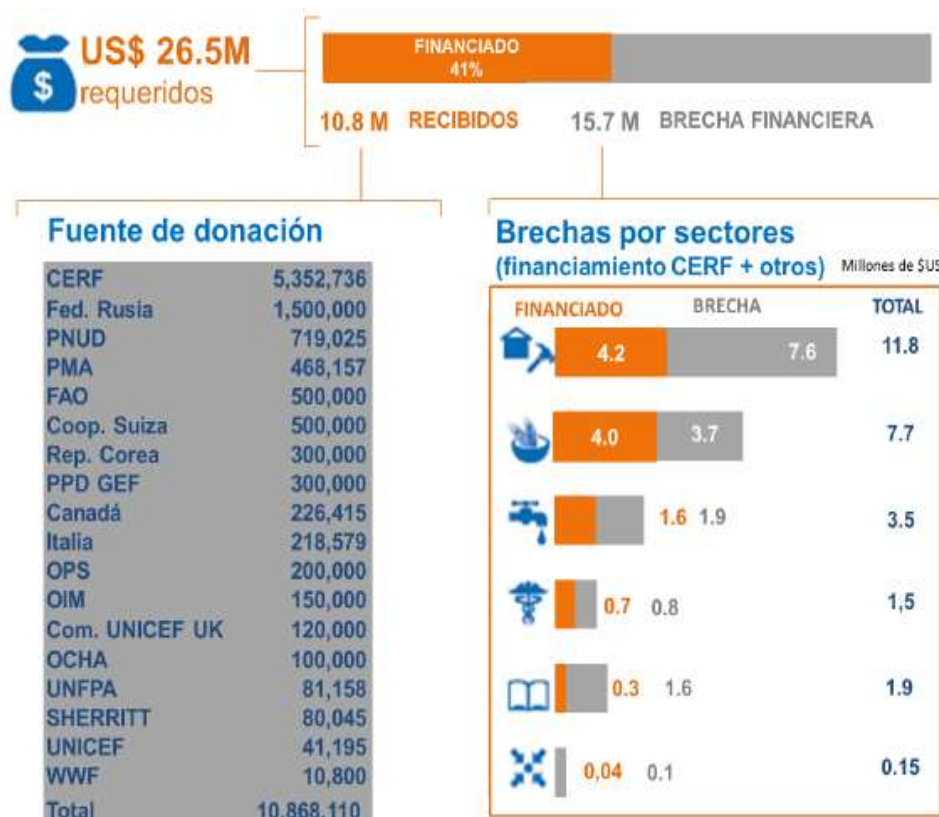 US$ 26.5M
requeridos
$
FINANCIADO
41%
10.8 M RECIBIDOS 15.7 M BRECHA FINANCIERA
Fuente de donación
CERF 5,352,736
Fed. Rusia 1,500,000
PNUD 719,025
PMA 468,157
FAO 500,000
Coop. Suiza 500,000
Rep. Corea 300,000
PPD GEF 300,000
Canadá 226,415
Italia 218,579
OPS 200,000
OIM 150,000
Com. UNICEF UK 120,000
OCHA 100,000
UNFPA 81,158
SHERRITT 80,045
UNICEF 41,195
WWF 10,800
Total 10,868,110
Brechas por sectores
(financiamiento CERF + otros) Millones de $US
FINANCIADO BRECHA TOTAL
4.2 7.6 11.8
4.0 3.7 7.7
1.6 1.9 3.5
0.7 0.8 1,5
0.3 1.6 1.9
0,04 0.1 0.15